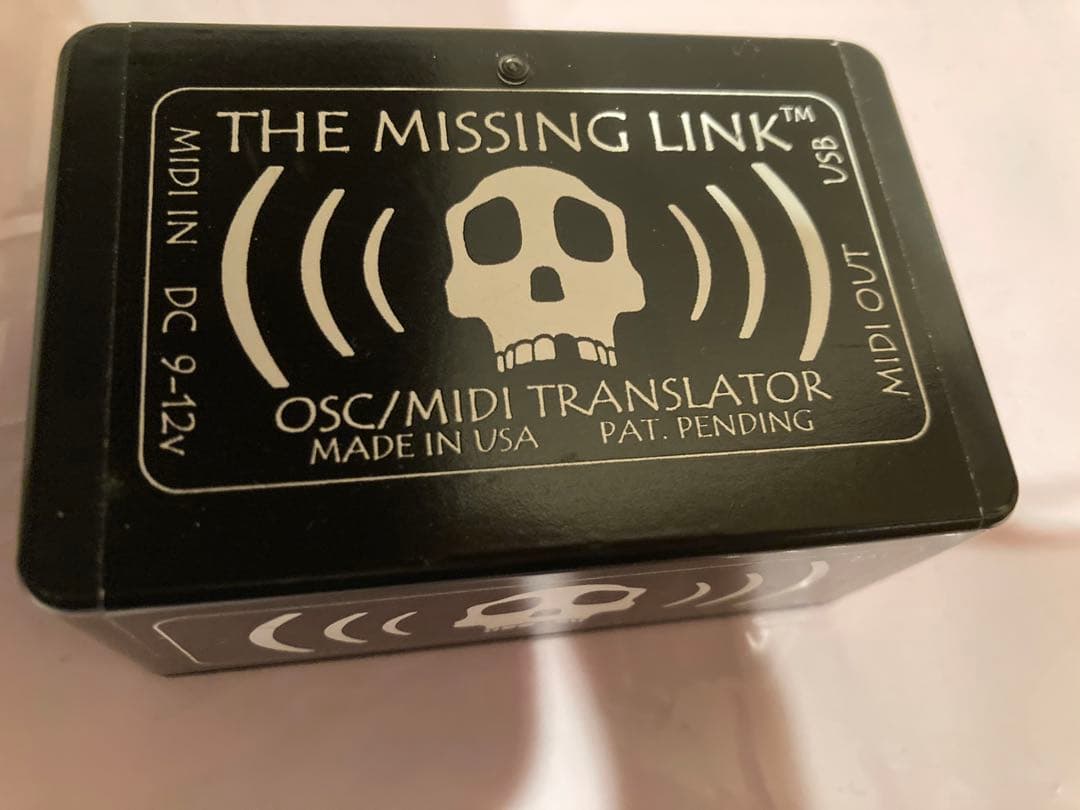 THE MISSING LINK™
MIDI IN DC 9-12v
USB
MIDI OUT
OSC/MIDI TRANSLATOR
MADE IN USA PAT. PENDING